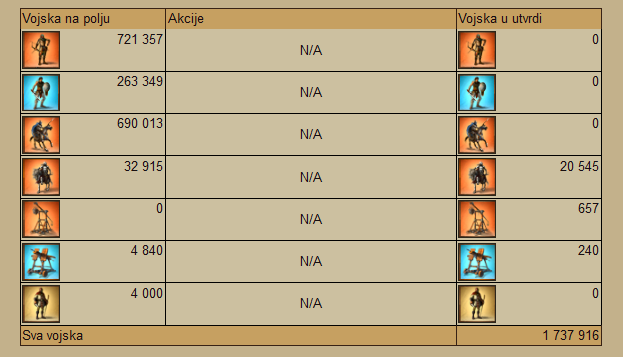 Vojska na polju Akcije Vojska u utvrdi
721 357 N/A 0
263 349 N/A 0
690 013 N/A 0
32 915 N/A 20 545
0 N/A 657
4 840 N/A 240
4 000 N/A 0
Sva vojska 1 737 916